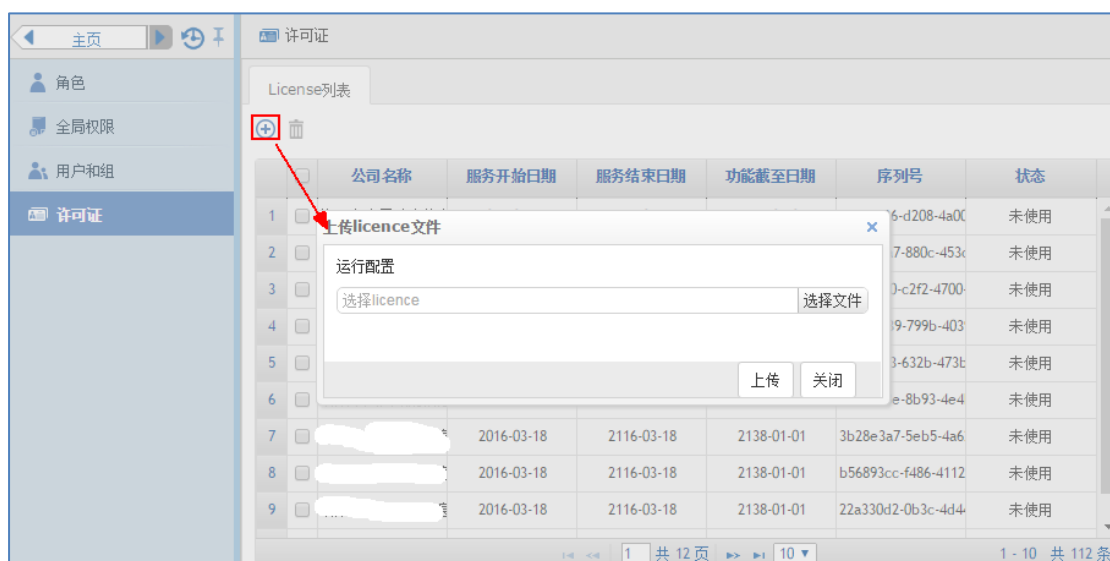 主页
许可证
角色
全局权限
用户和组
许可证
License列表
公司名称 服务开始日期 服务结束日期 功能截至日期 序列号 状态
1 6-d208-4a00 未使用
上传licence文件 ×
2 7-880c-453c 未使用
运行配置
3 0-c2f2-4700- 未使用
选择licence 选择文件
4 39-799b-403 未使用
5 3-632b-473b 未使用
上传 关闭
6 e-8b93-4e4 未使用
7 2016-03-18 2116-03-18 2138-01-01 3b28e3a7-5eb5-4a6 未使用
8 2016-03-18 2116-03-18 2138-01-01 b56893cc-f486-4112 未使用
9 2016-03-18 2116-03-18 2138-01-01 22a330d2-0b3c-4d4 未使用
1 共 12 页 10 1 - 10 共 112 条